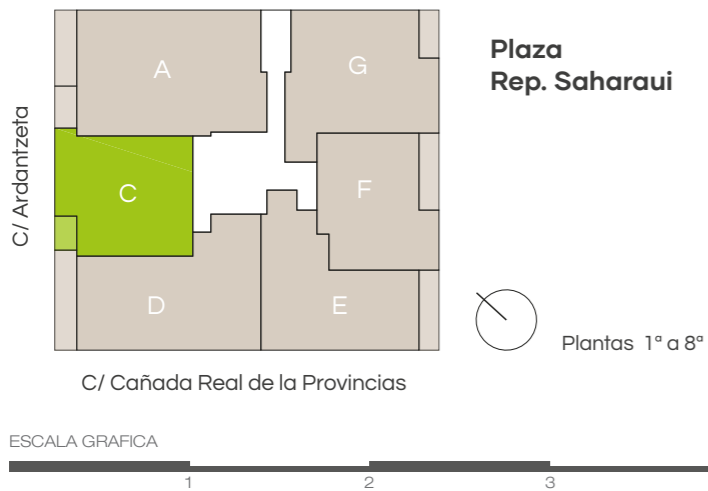 A
G
Plaza
Rep. Saharaui
C/ Ardantzeta
C
F
D
E
Plantas 1ª a 8ª
C/ Cañada Real de la Provincias
ESCALA GRAFICA
1 2 3